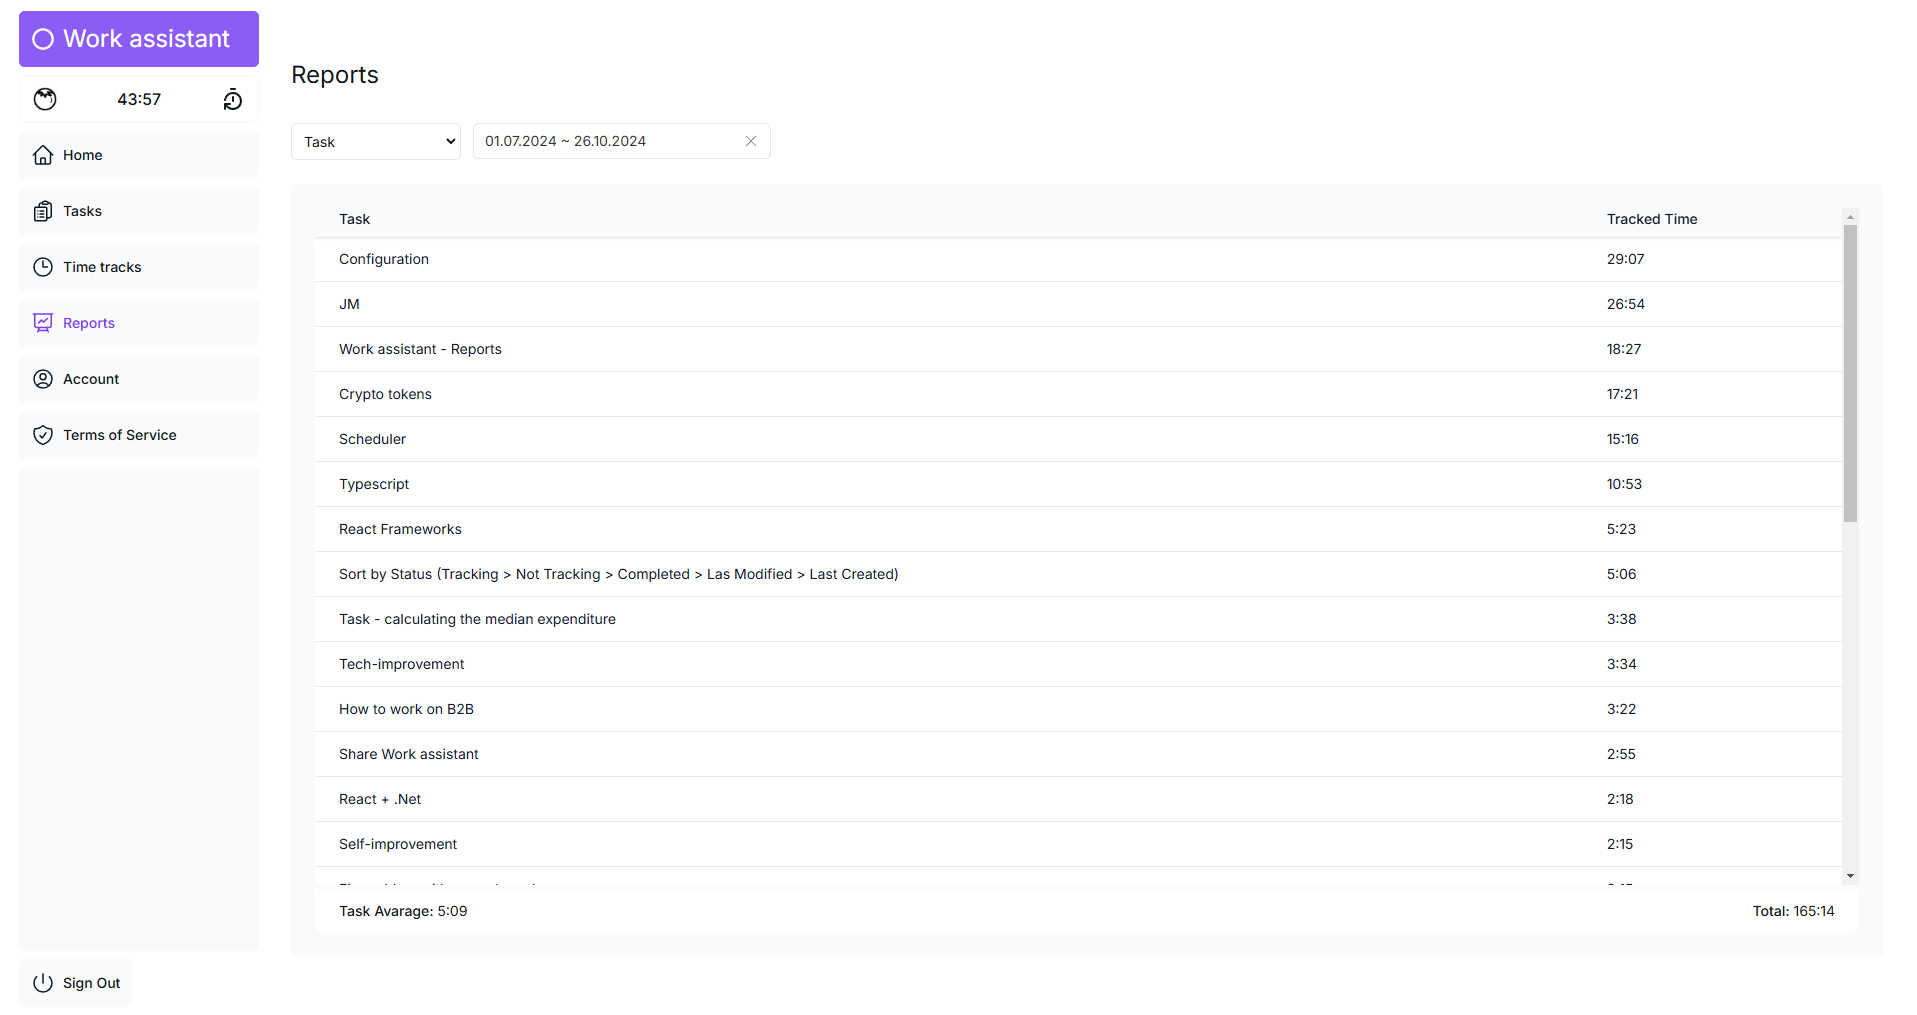 Work assistant
43:57
Home
Tasks
Time tracks
Reports
Account
Terms of Service
Sign Out
Reports
Task 01.07.2024 ~ 26.10.2024
Task Tracked Time
Configuration 29:07
JM 26:54
Work assistant - Reports 18:27
Crypto tokens 17:21
Scheduler 15:16
Typescript 10:53
React Frameworks 5:23
Sort by Status (Tracking > Not Tracking > Completed > Las Modified > Last Created) 5:06
Task - calculating the median expenditure 3:38
Tech-improvement 3:34
How to work on B2B 3:22
Share Work assistant 2:55
React + .Net 2:18
Self-improvement 2:15
Task Avarage: 5:09 Total: 165:14